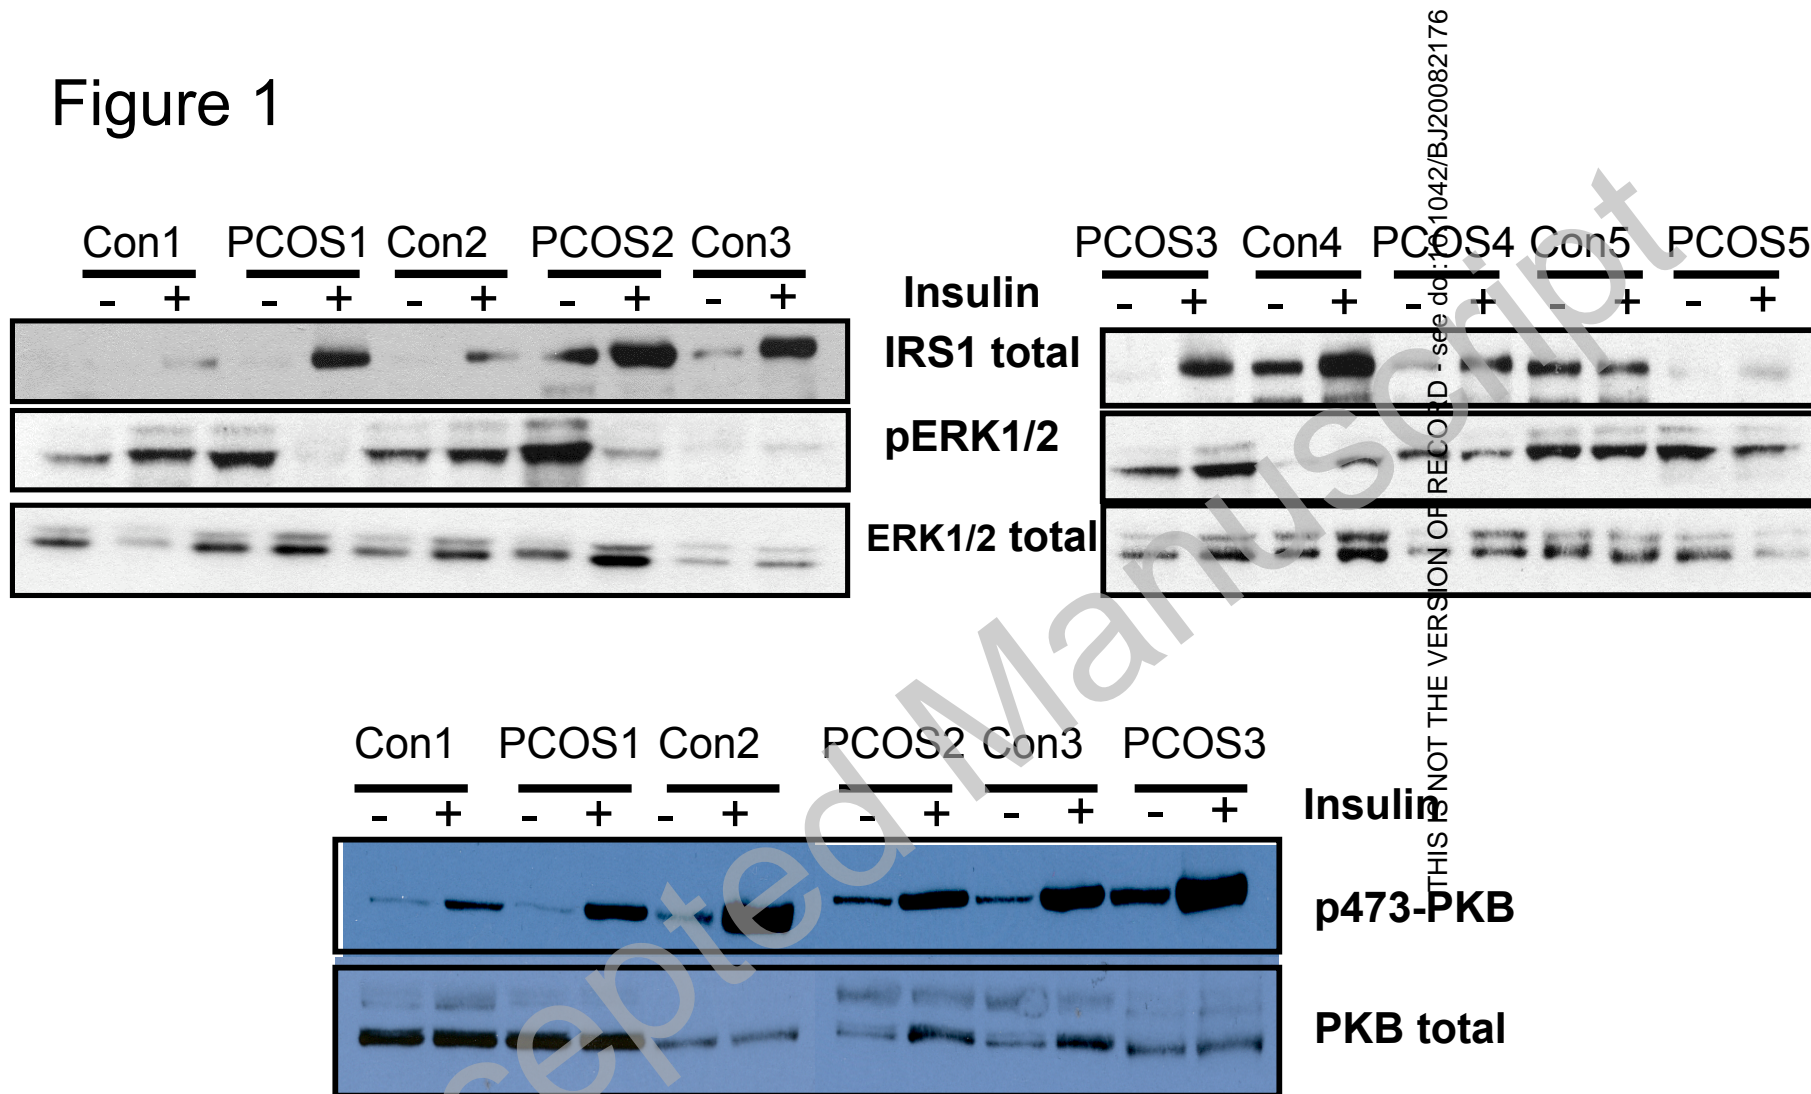 Figure 1
Con1 PCOS1 Con2 PCOS2 Con3
- + - + - + - + - +
Insulin
IRS1 total
pERK1/2
ERK1/2 total
PCOS3 Con4 PCOS4 Con5 PCOS5
- + - + - + - + - +
Con1 PCOS1 Con2 PCOS2 Con3 PCOS3
- + - + - + - + - + - +
Insulin
p473-PKB
PKB total
THIS IS NOT THE VERSION OF RECORD - see doi:10.1042/BJ20082176
epted Manuscript